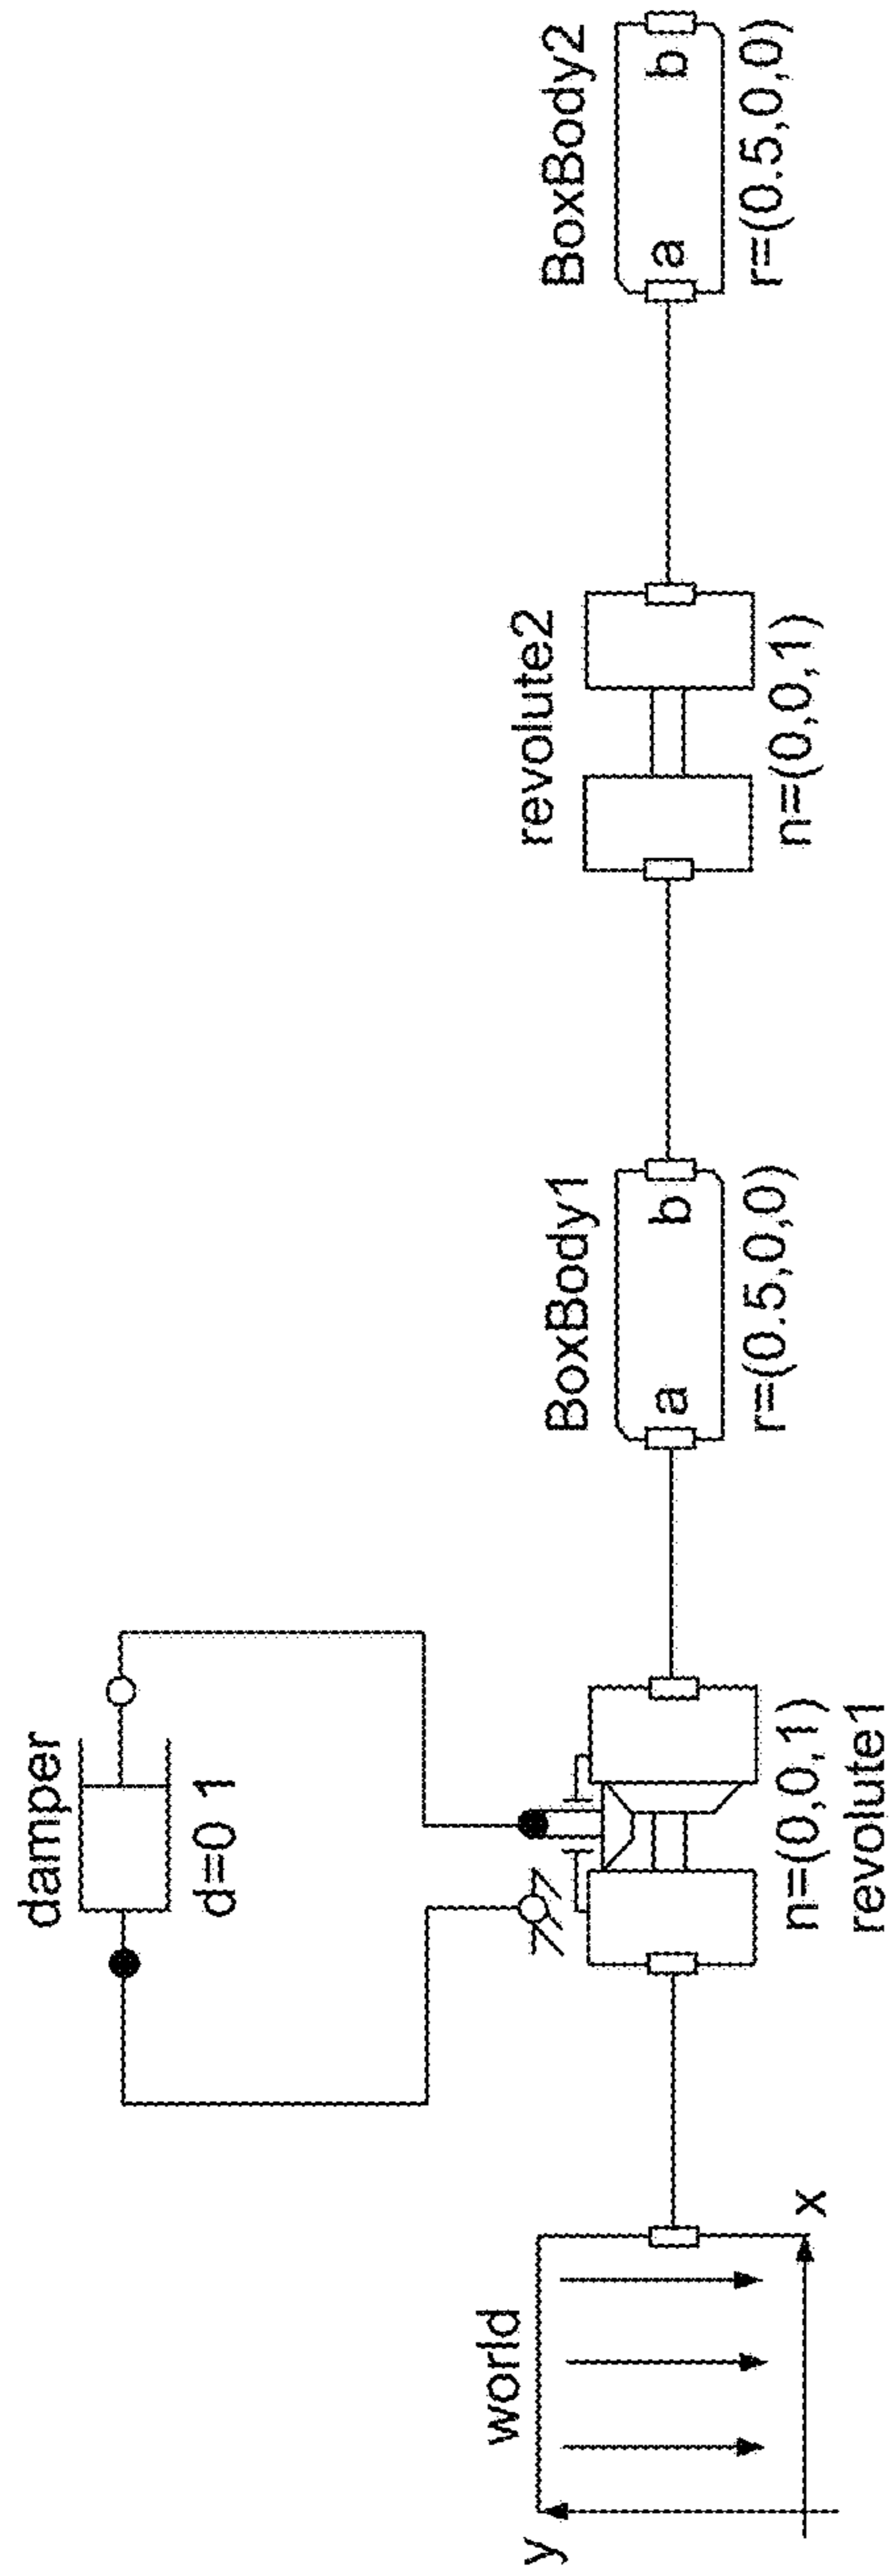 damper
d=0 1
world
y
x
n=(0,0,1)
revolute1
BoxBody1
a
b
r=(0.5,0,0)
revolute2
n=(0,0,1)
BoxBody2
a
b
r=(0.5,0,0)